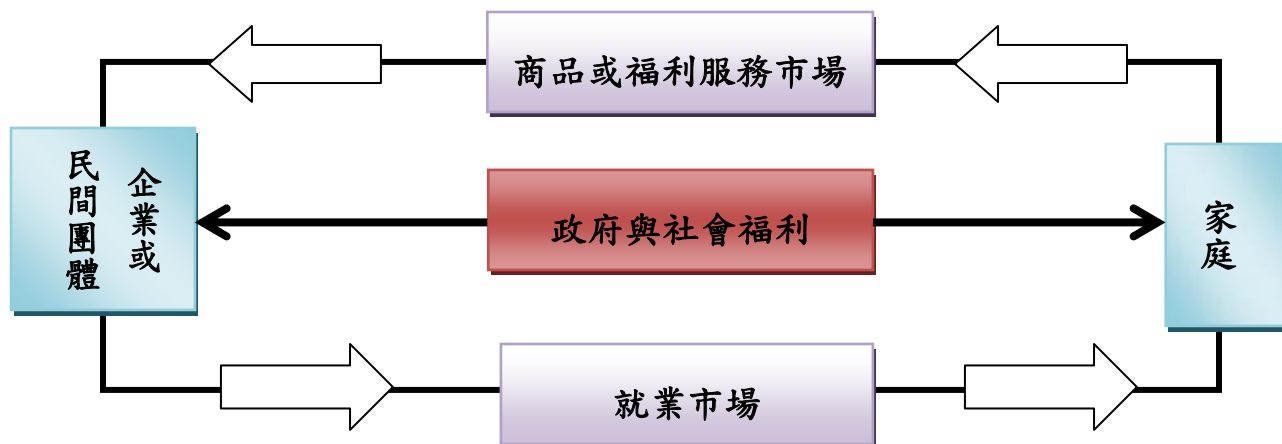 商品或福利服務市場
企業或
民間團體
政府與社會福利
家庭
就業市場